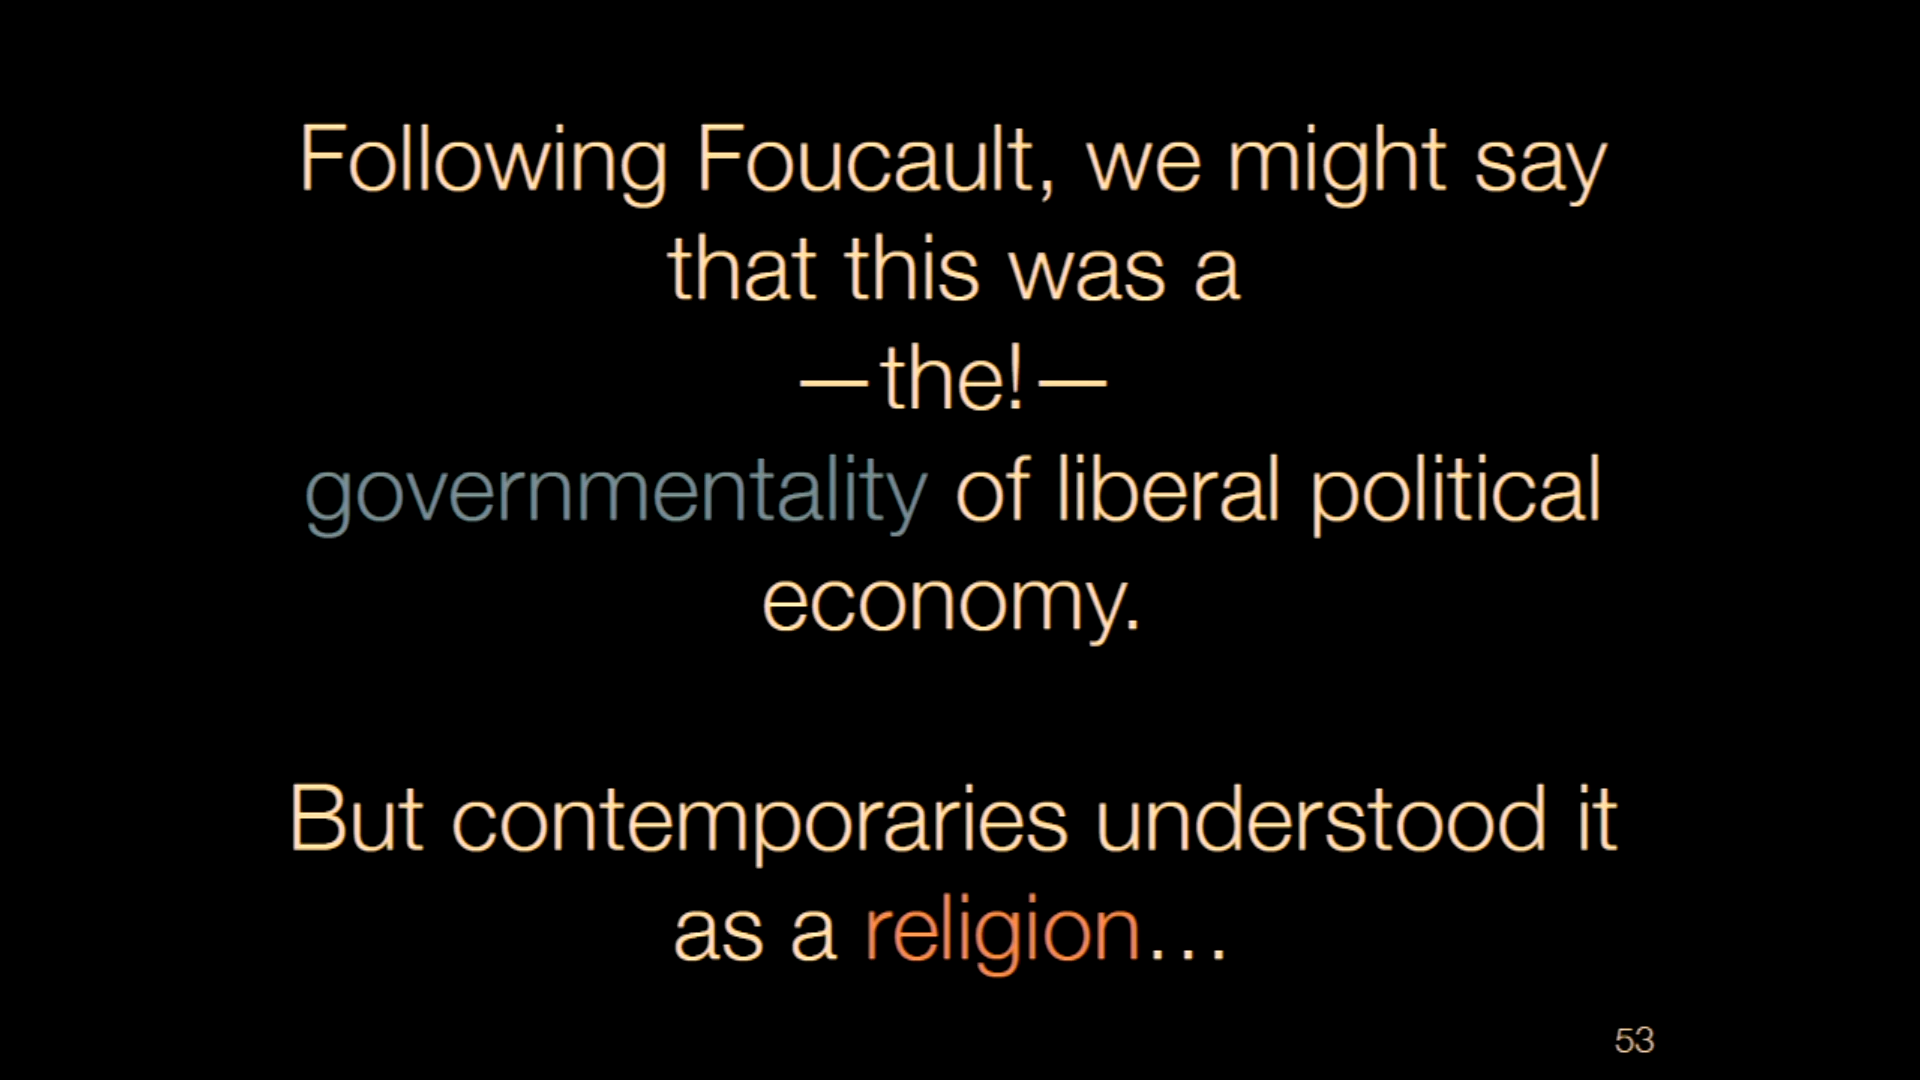 Following Foucault, we might say
that this was a
—the!—
governmentality of liberal political
economy.
But contemporaries understood it
as a religion…
53